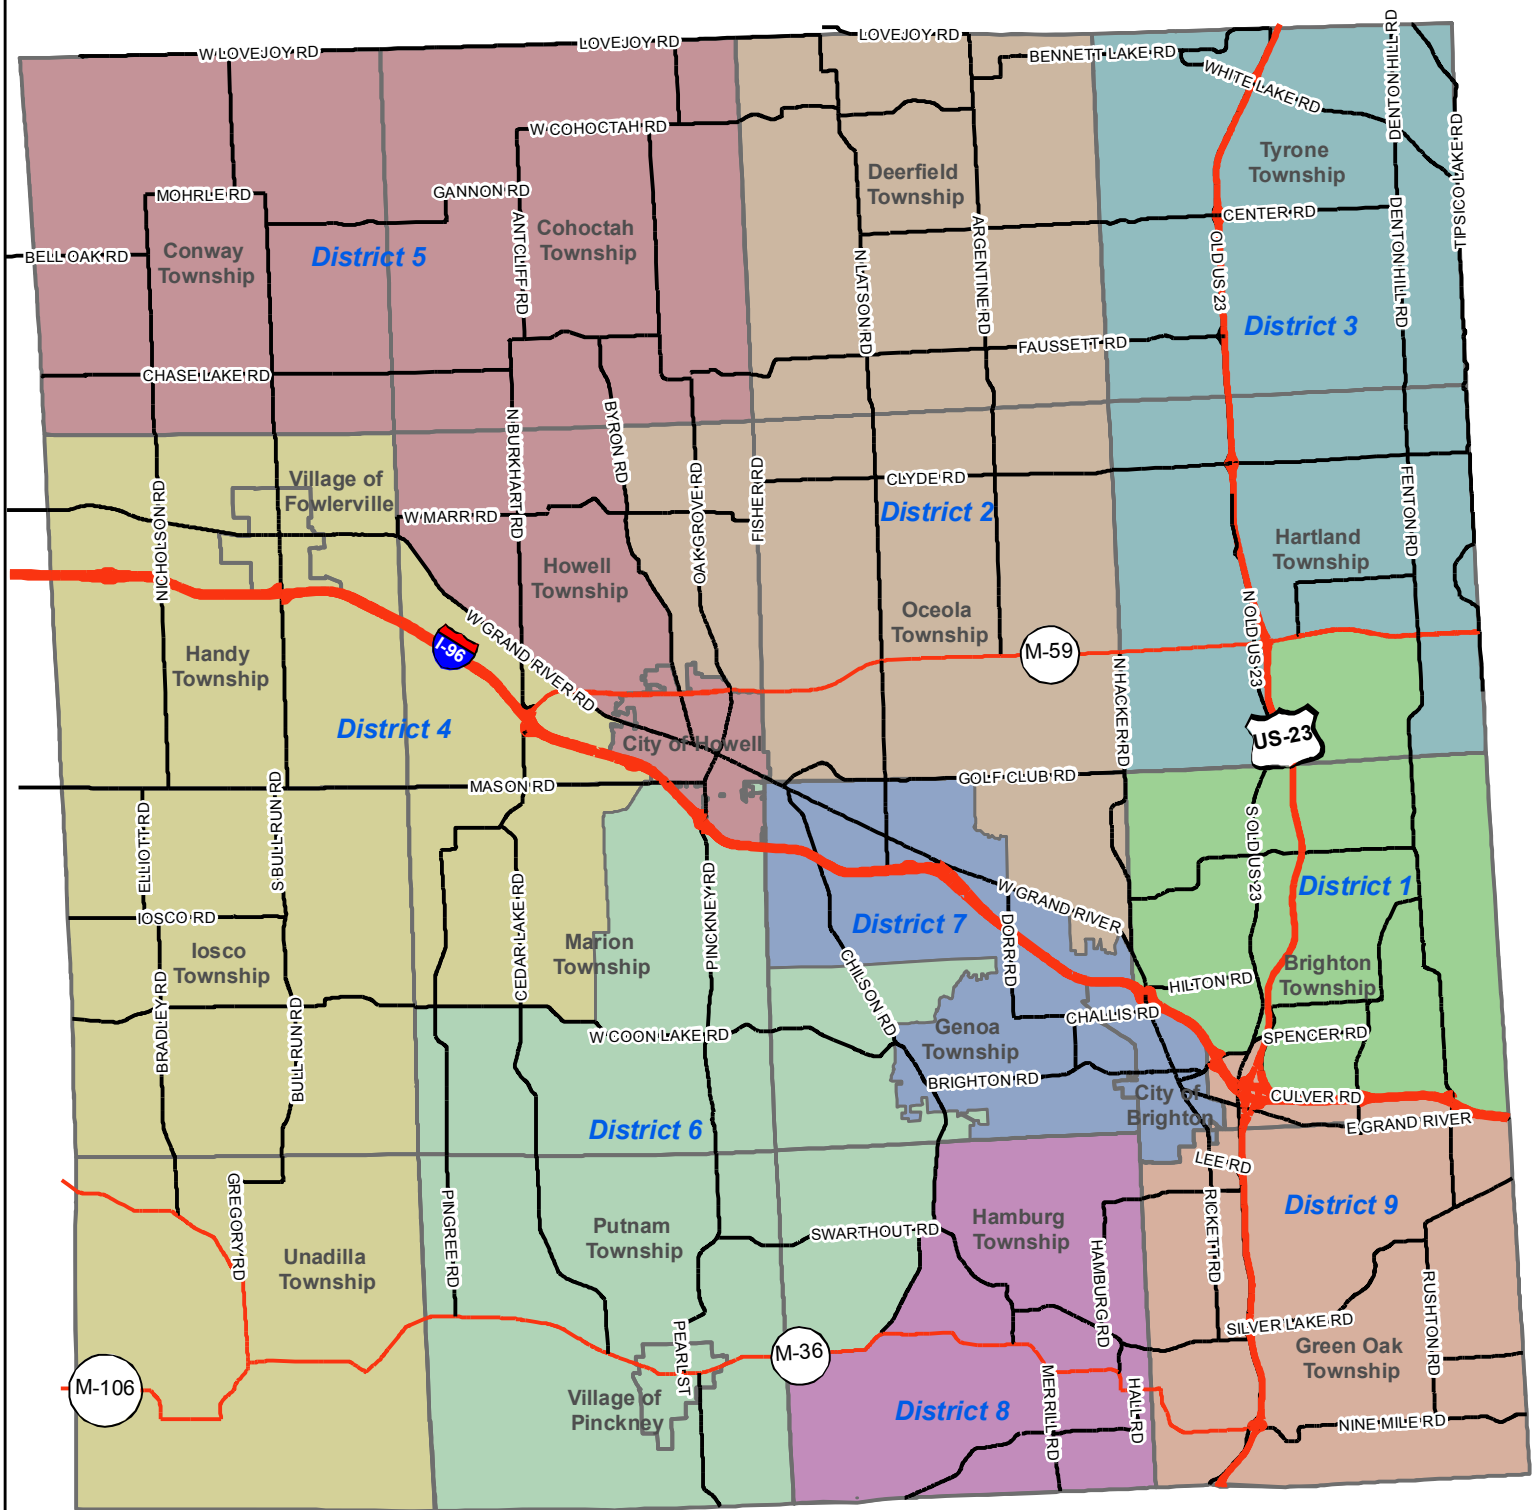 W LOVEJOY RD
LOVEJOY RD
LOVEJOY RD
BENNETT LAKE RD
DENTON HILL RD
WHITE LAKE RD
W COHOCTAH RD
DENTON HILL RD
TIPSICO LAKE RD
Tyrone
Township
Deerfield
Township
MOHRLE RD
GANNON RD
ANTCLIFF RD
Cohoctah
Township
ARGENTINE RD
CENTER RD
DENTON HILL RD
BELL OAK RD
Conway
Township
District 5
N LATSON RD
OLD US 23
District 3
FAUSSETT RD
CHASE LAKE RD
N BURKHART RD
BYRON RD
OAK GROVE RD
FISHER RD
CLYDE RD
FENTON RD
Village of
Fowlerville
NICHOLSON RD
W MARR RD
District 2
Hartland
Township
Howell
Township
Oceola
Township
N OLD US 23
I-96
W GRAND RIVER RD
M-59
N HACKER RD
Handy
Township
District 4
City of Howell
US-23
MASON RD
GOLF CLUB RD
ELLIOTT RD
S BULL RUN RD
S OLD US 23
CEDAR LAKE RD
PINCKNEY RD
W GRAND RIVER
District 1
IOSCO RD
District 7
DORR RD
Iosco
Township
Marion
Township
CHILSON RD
Brighton
Township
HILTON RD
BRADLEY RD
BULL RUN RD
W COON LAKE RD
Genoa
Township
CHALLIS RD
SPENCER RD
BRIGHTON RD
City of
Brighton
CULVER RD
E GRAND RIVER
District 6
LEE RD
GREGORY RD
PINGREE RD
Putnam
Township
SWARTHOUT RD
Hamburg
Township
HAMBURG RD
RICKETT RD
District 9
Unadilla
Township
RUSHTON RD
SILVER LAKE RD
Green Oak
Township
PEARL ST
M-36
M-106
Village of
Pinckney
District 8
MERRILL RD
HALL RD
NINE MILE RD